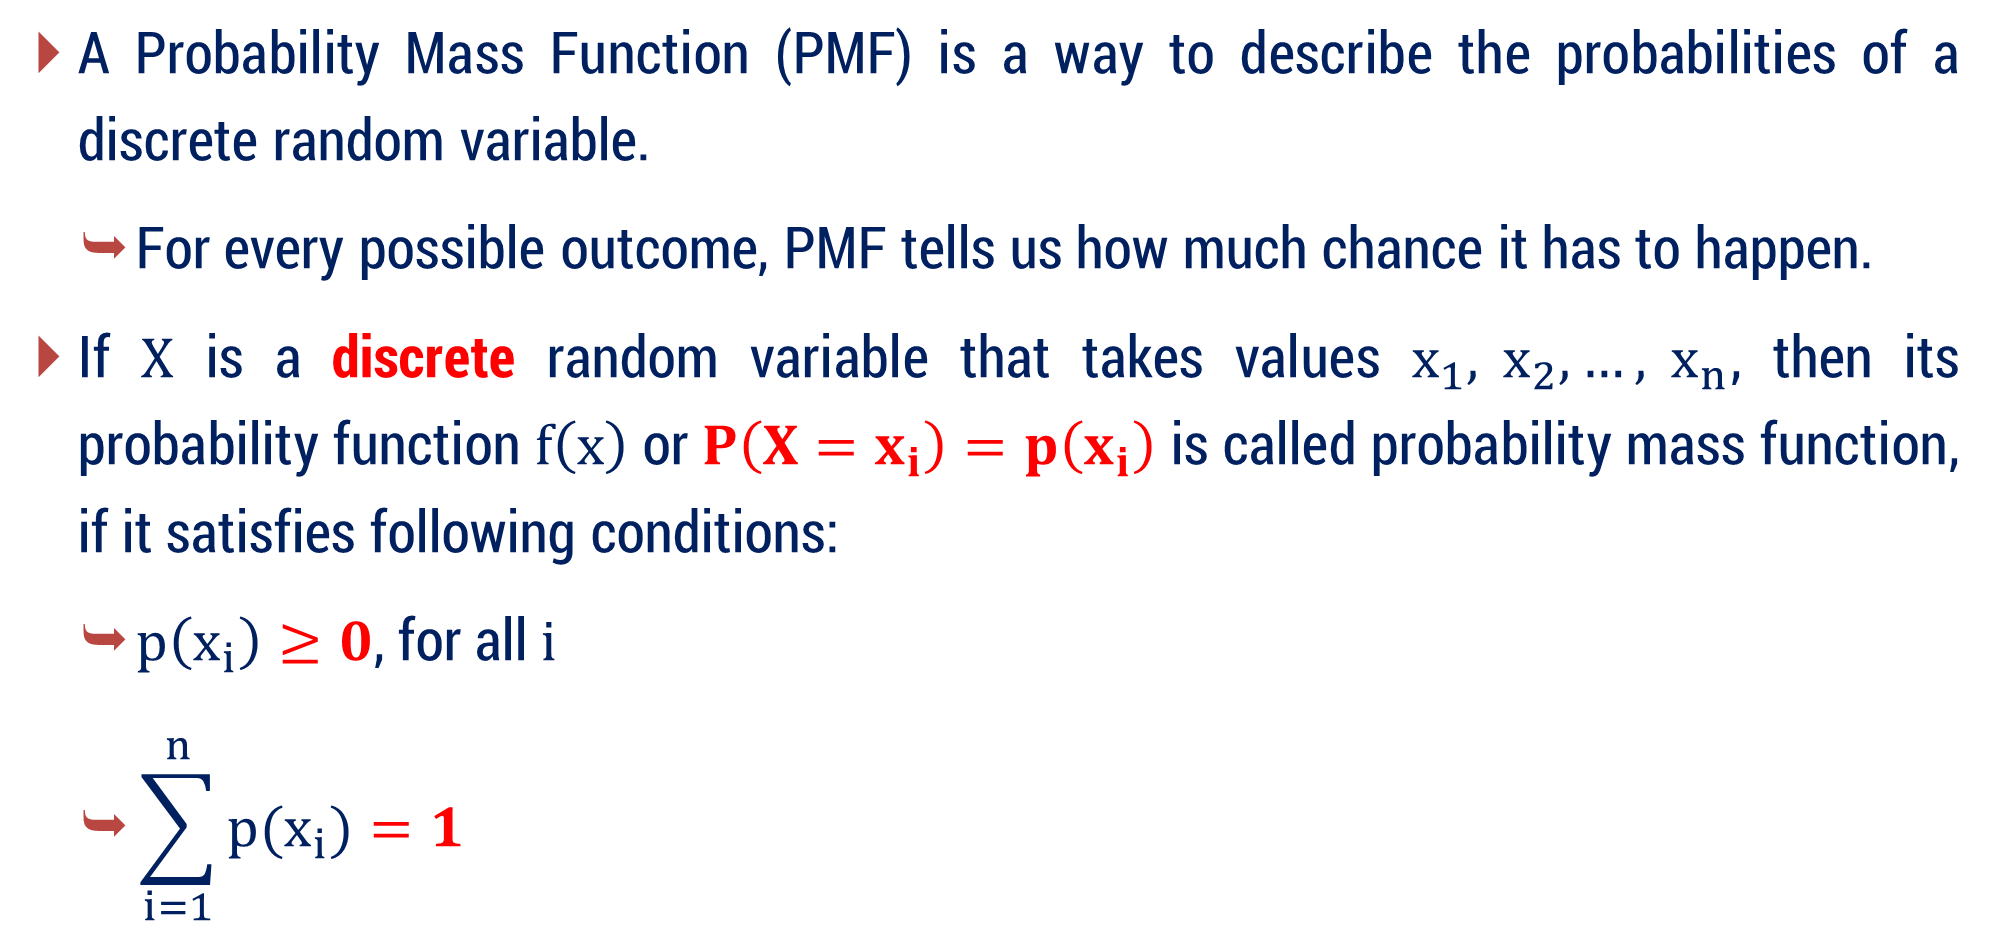 A Probability Mass Function (PMF) is a way to describe the probabilities of a
discrete random variable.
For every possible outcome, PMF tells us how much chance it has to happen.
If X is a discrete random variable that takes values x₁, x₂, …, xₙ, then its
probability function f(x) or P(X = xᵢ) = p(xᵢ) is called probability mass function,
if it satisfies following conditions:
p(xᵢ) ≥ 0, for all i
n
∑ p(xᵢ) = 1
i=1